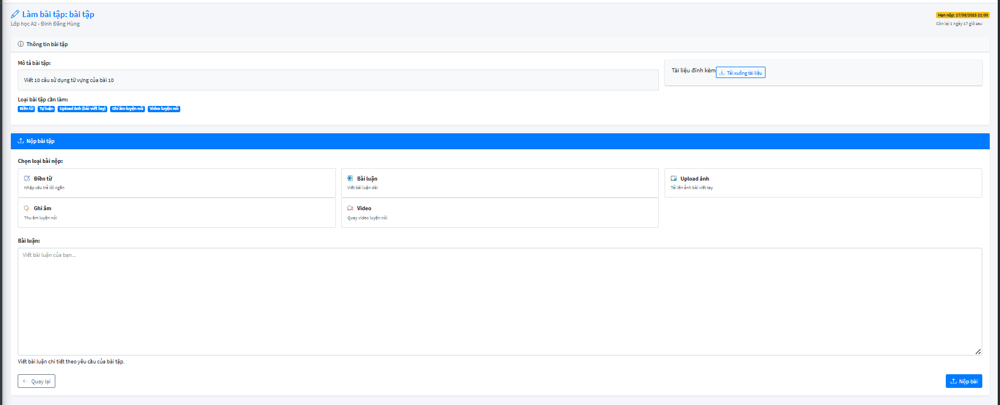 Làm bài tập: bài tập
Lớp học A2 - Đinh Đăng Hùng
Hạn nộp: 17/08/2025 21:00
Còn lại 1 ngày 17 giờ sau
Thông tin bài tập
Mô tả bài tập:
Viết 10 câu sử dụng từ vựng của bài 10
Tài liệu đính kèm
Tải xuống tài liệu
Loại bài tập cần làm:
Điền từ Tự luận Upload ảnh (bài viết tay) Ghi âm luyện nói Video luyện nói
Nộp bài tập
Chọn loại bài nộp:
Điền từ
Nhập câu trả lời ngắn
Bài luận
Viết bài luận dài
Upload ảnh
Tải lên ảnh bài viết tay
Ghi âm
Thu âm luyện nói
Video
Quay video luyện nói
Bài luận:
Viết bài luận của bạn...
Viết bài luận chi tiết theo yêu cầu của bài tập.
Quay lại
Nộp bài